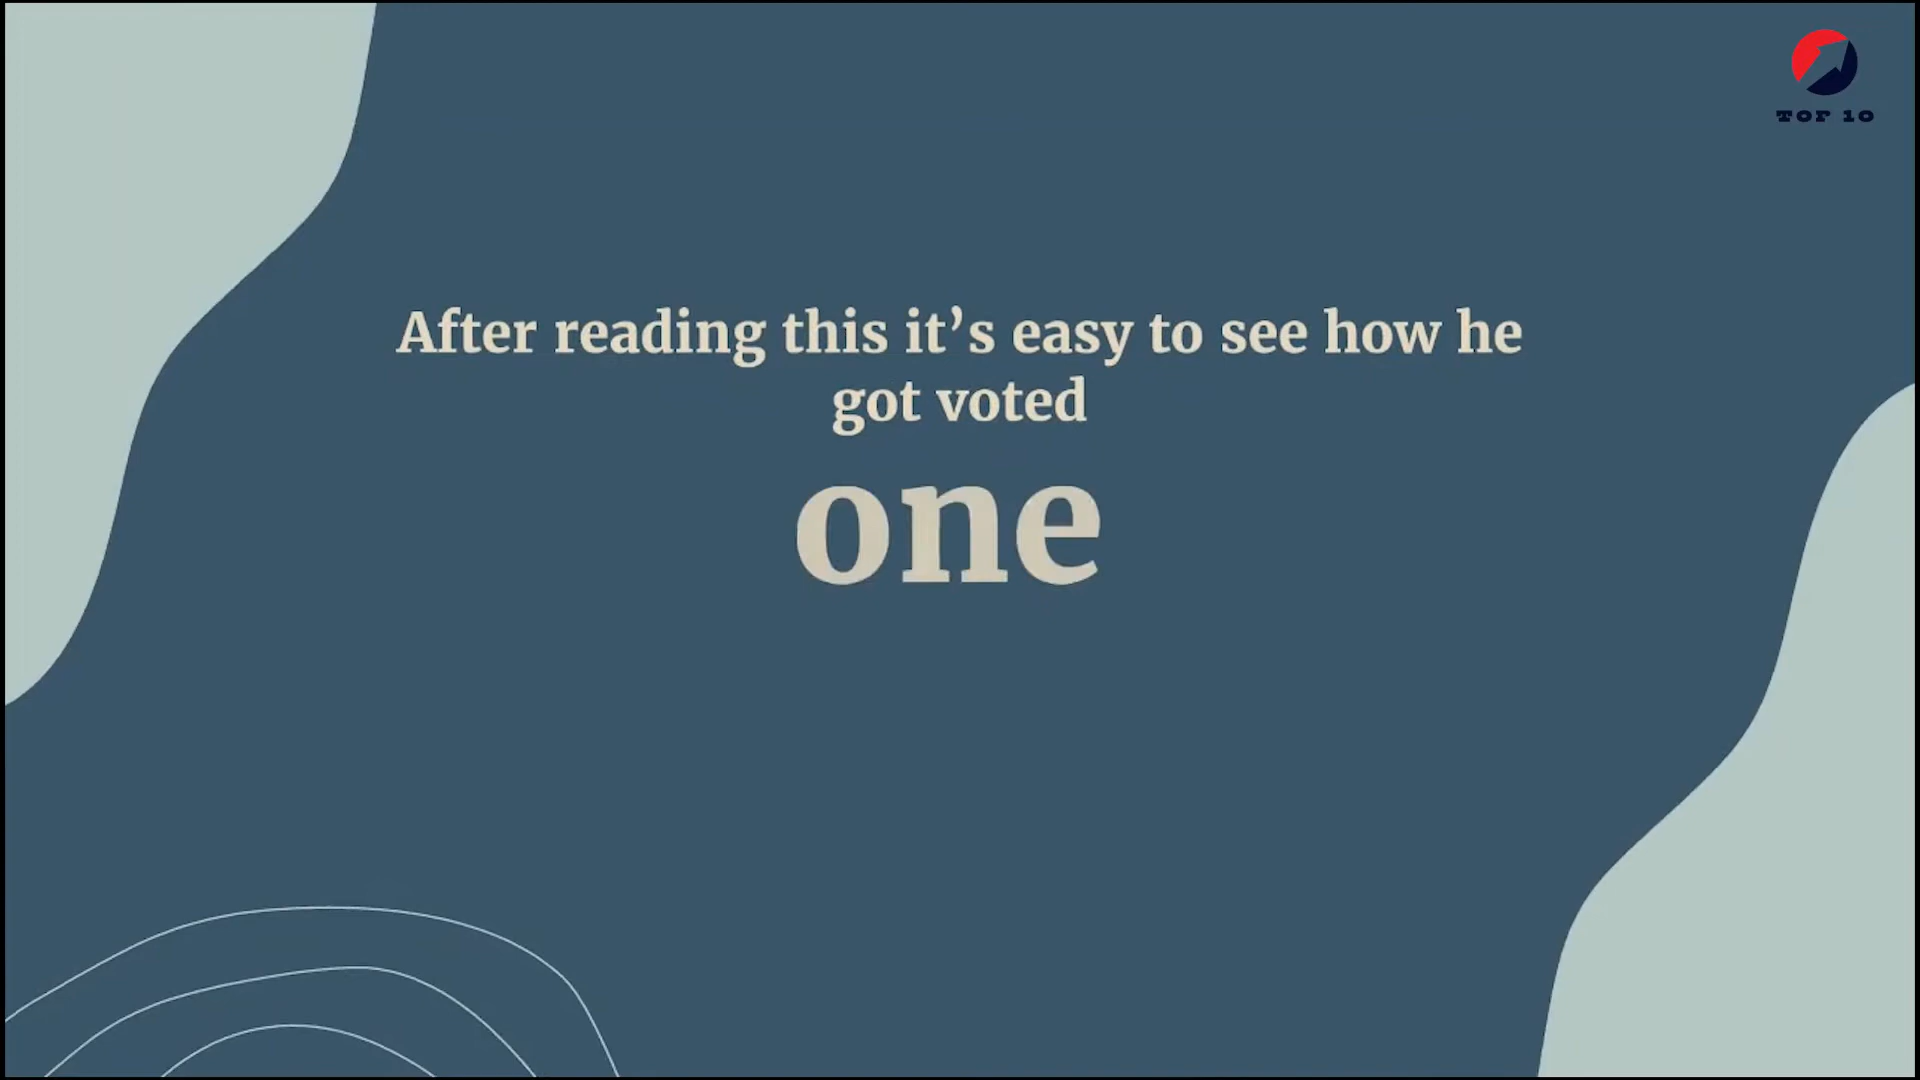 TOP 10
After reading this it’s easy to see how he
got voted
one